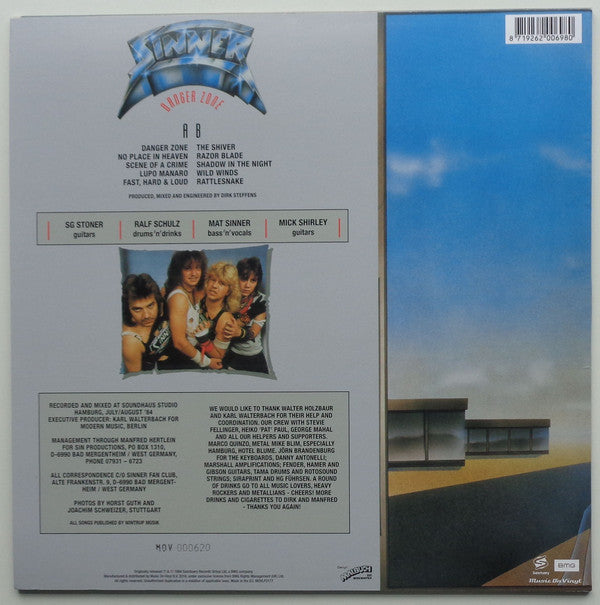 SINNER
DANGER ZONE
8 719262 006980
A B
DANGER ZONE THE SHIVER
NO PLACE IN HEAVEN RAZOR BLADE
SCENE OF A CRIME SHADOW IN THE NIGHT
LUPO MANARO WILD WINDS
FAST, HARD & LOUD RATTLESNAKE
PRODUCED, MIXED AND ENGINEERED BY DIRK STEFFENS
SG STONER
guitars
RALF SCHULZ
drums'n'drinks
MAT SINNER
bass'n'vocals
MICK SHIRLEY
guitars
RECORDED AND MIXED AT SOUNDHAUS STUDIO
HAMBURG, JULY/AUGUST '84
EXECUTIVE PRODUCER: KARL WALTERBACH FOR
MODERN MUSIC, BERLIN
MANAGEMENT THROUGH MANFRED HERTLEIN
FOR SIN PRODUCTIONS, PO BOX 1310,
D-6990 BAD MERGENTHEIM / WEST GERMANY,
PHONE 07931 – 8723
ALL CORRESPONDENCE C/O SINNER FAN CLUB,
ALTE FRANKENSTR. 9, D-6990 BAD MERGENT-
HEIM / WEST GERMANY
PHOTOS BY HORST GUTH AND
JOACHIM SCHWEIZER, STUTTGART
ALL SONGS PUBLISHED BY WINTRUP MUSIK
WE WOULD LIKE TO THANK WALTER HOLZBAUR
AND KARL WALTERBACH FOR THEIR HELP AND
COORDINATION. OUR CREW WITH STEVIE
FELLINGER, HEIKO 'PAT' PAUL, GEORGE MAHAL
AND ALL OUR HELPERS AND SUPPORTERS.
MARCO QUINZO, METAL MIKE BLIM, ESPECIALLY
HAMBURG, HOTEL BLUME. JÖRN BRANDENBURG
FOR THE KEYBOARDS, DANNY ANTONELLI;
MARSHALL AMPLIFICATIONS; FENDER, HAMER AND
GIBSON GUITARS, TAMA DRUMS AND ROTOSOUND
STRINGS, SIRAPRINT AND HG FÜHRSEN. A ROUND
OF DRINKS GO TO ALL MUSIC LOVERS, HEAVY
ROCKERS AND METALLIANS - CHEERS! MORE
DRINKS AND CIGARETTES TO DIRK AND MANFRED
- THANKS YOU AGAIN!
MOV 000620
Sanctuary
BMG
Music On Vinyl